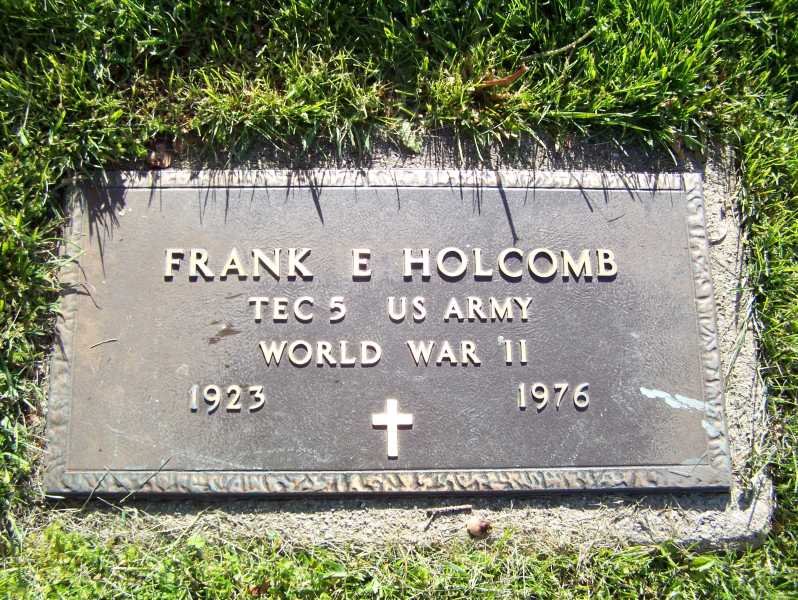 FRANK E HOLCOMB
TEC 5 US ARMY
WORLD WAR II
1923 1976